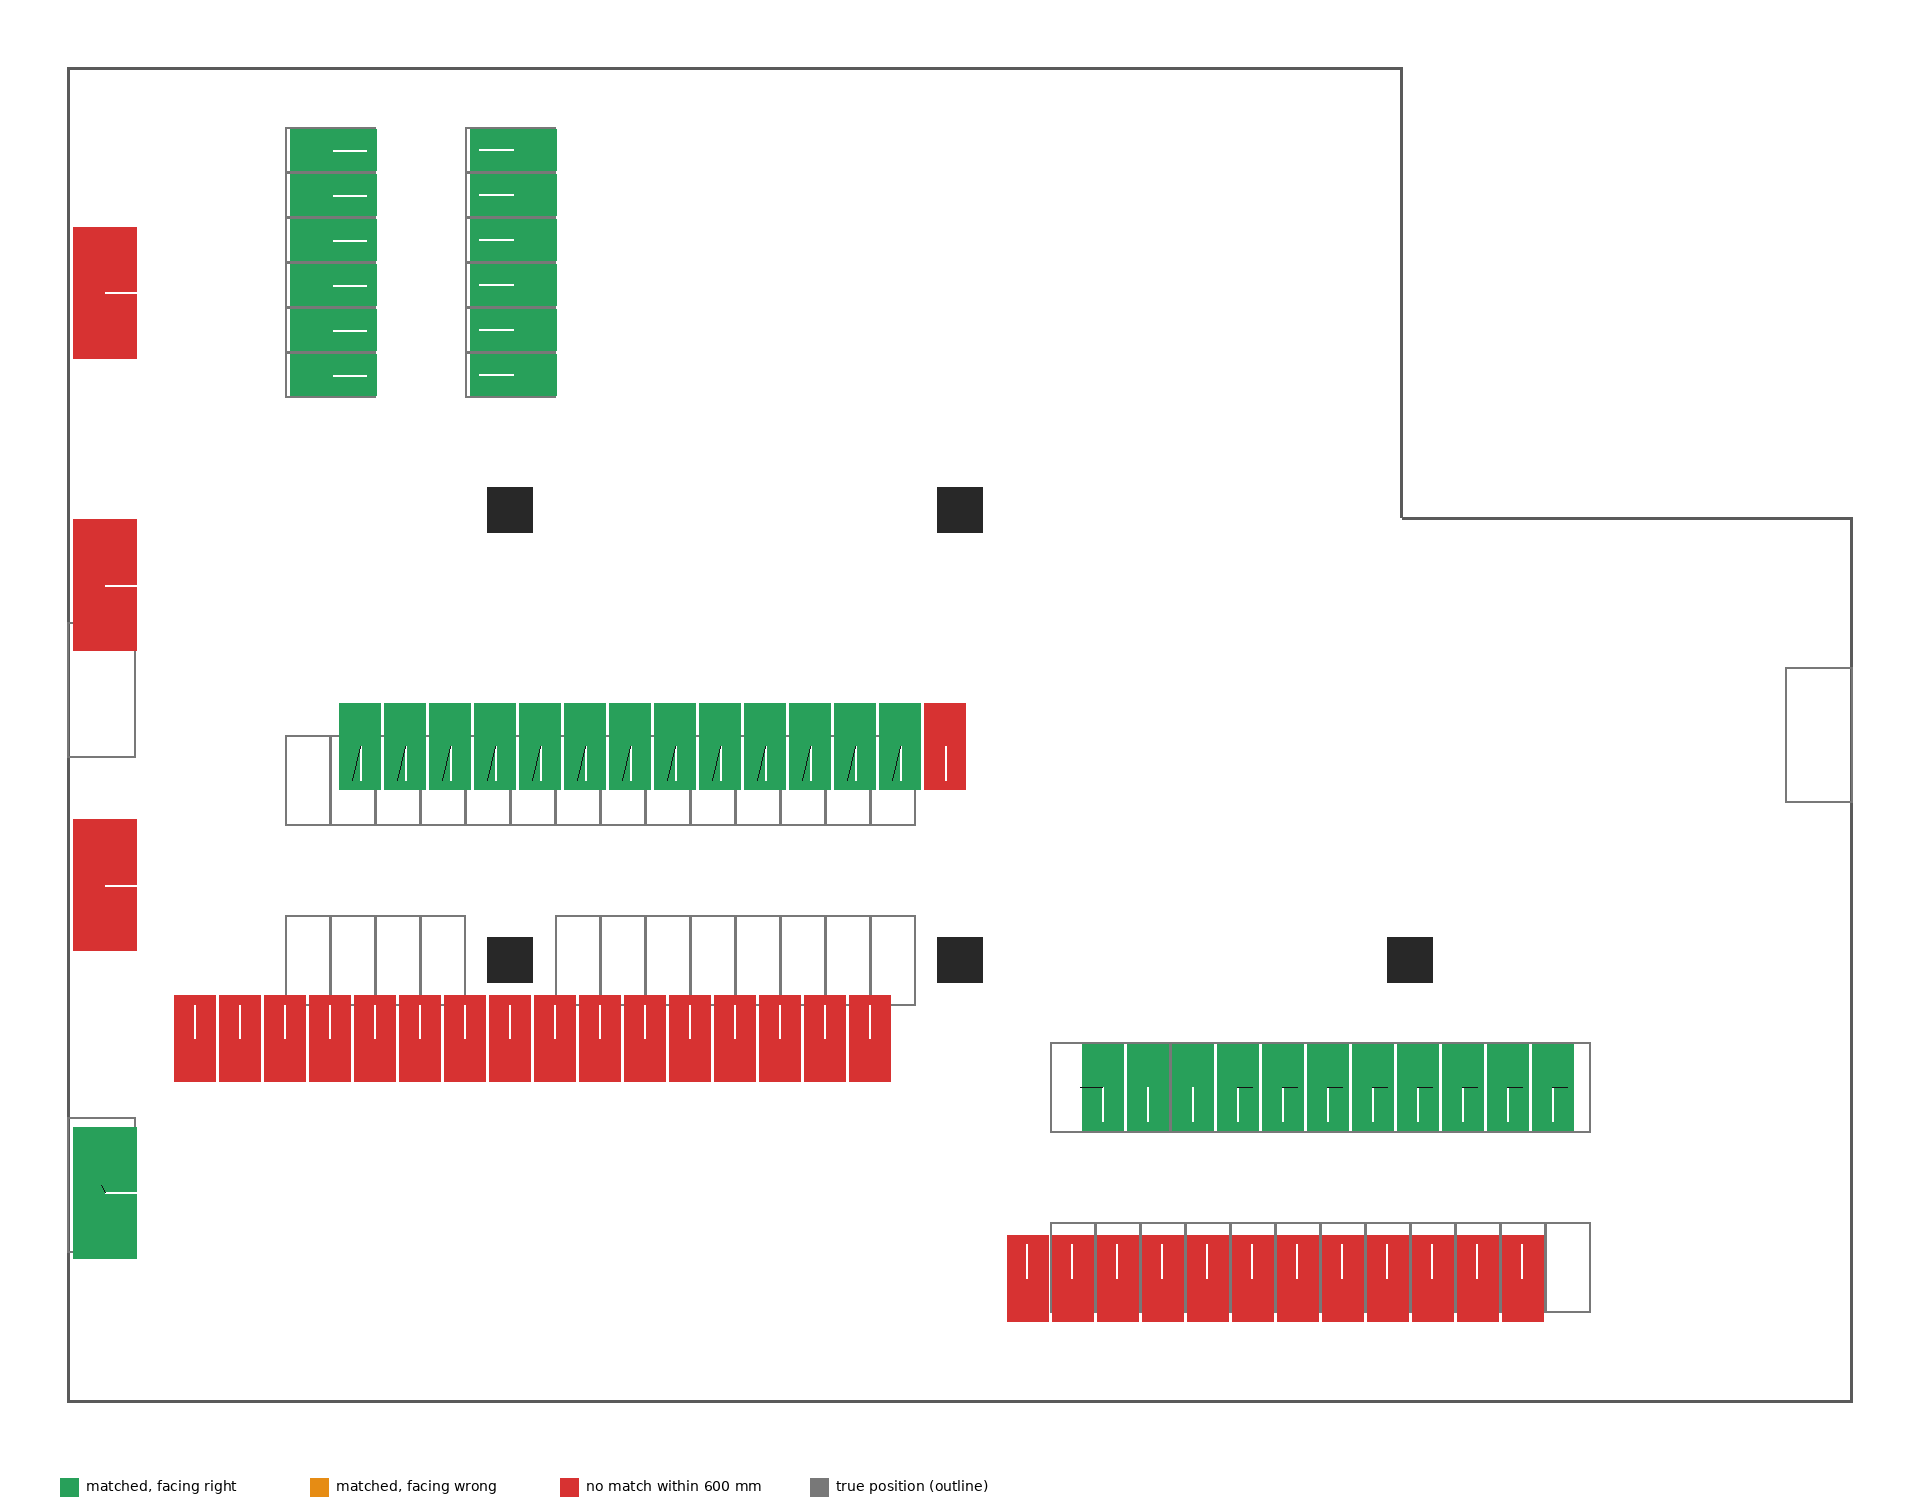 matched, facing right
matched, facing wrong
no match within 600 mm
true position (outline)